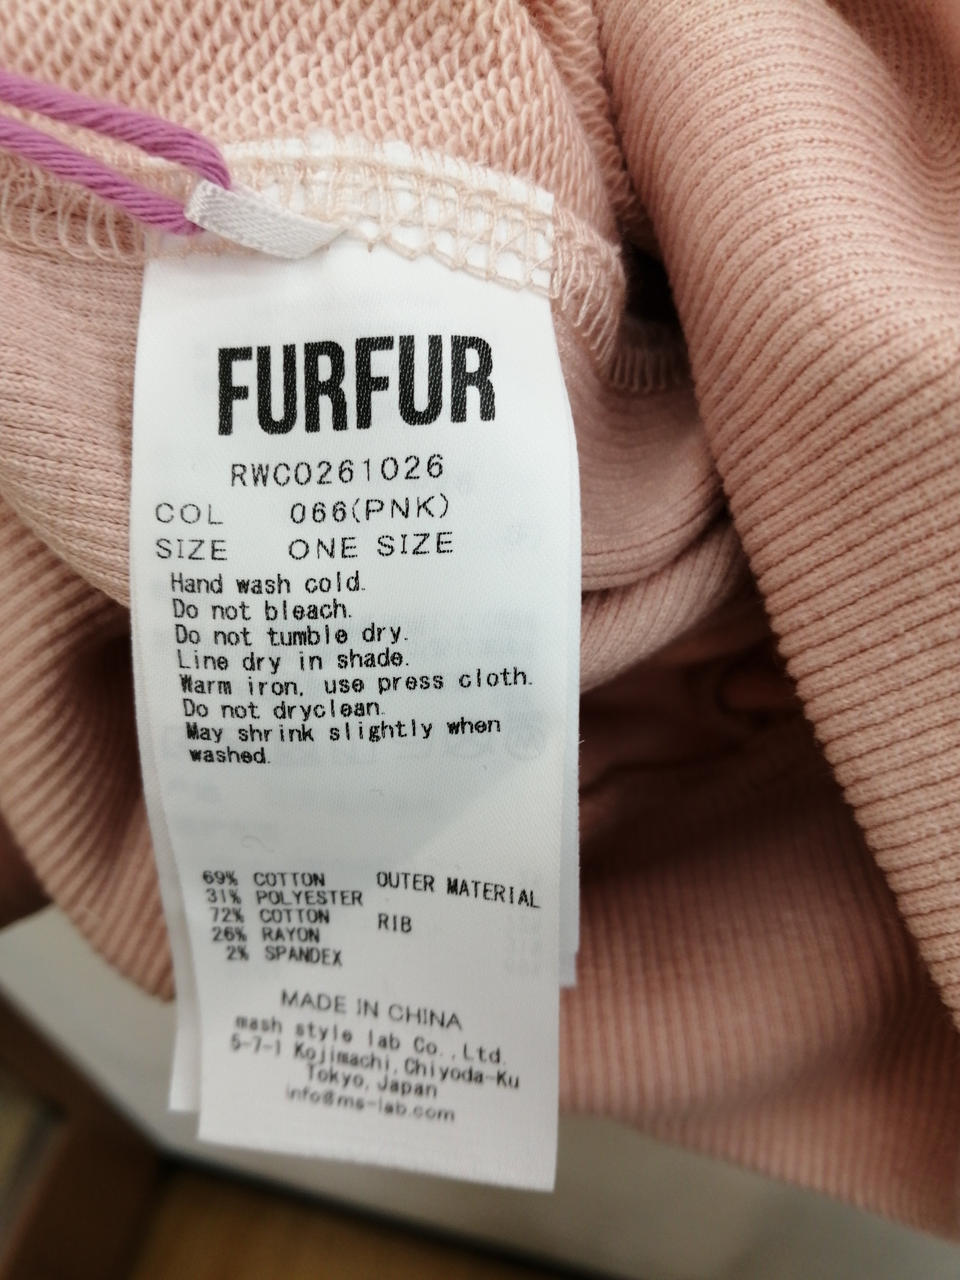 FURFUR
RWCO261026
COL 066(PNK)
SIZE ONE SIZE
Hand wash cold.
Do not bleach.
Do not tumble dry.
Line dry in shade.
Warm iron, use press cloth.
Do not dryclean.
May shrink slightly when
washed.
69% COTTON OUTER MATERIAL
31% POLYESTER
72% COTTON RIB
26% RAYON
2% SPANDEX
MADE IN CHINA
mash style lab Co.,Ltd.
5-7-1 Kojimachi,Chiyoda-Ku
Tokyo,Japan
info@ms-lab.com